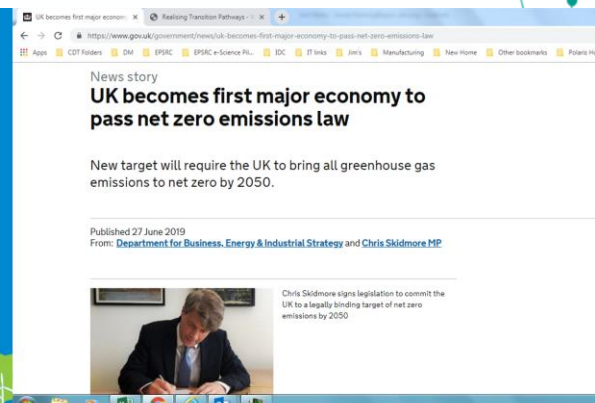 UK becomes first major economy
Realising Transition Pathways -
https://www.gov.uk/government/news/uk-becomes-first-major-economy-to-pass-net-zero-emissions-law
Apps CDT Folders DM EPSRC EPSRC e-Science Pil... IDC IT links Jim's Manufacturing New Home Other bookmarks Polaris
News story
UK becomes first major economy to
pass net zero emissions law
New target will require the UK to bring all greenhouse gas
emissions to net zero by 2050.
Published 27 June 2019
From: Department for Business, Energy & Industrial Strategy and Chris Skidmore MP
Chris Skidmore signs legislation to commit the
UK to a legally binding target of net zero
emissions by 2050